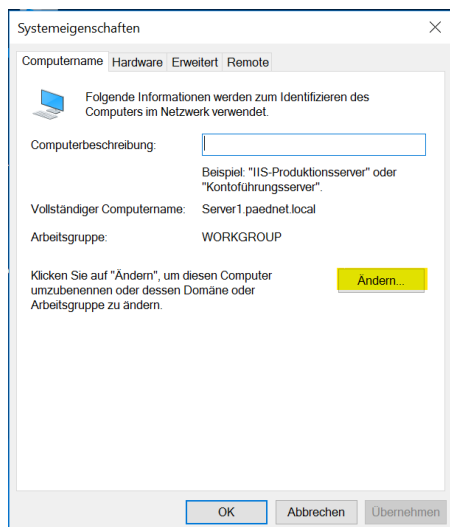 Systemeigenschaften
Computername Hardware Erweitert Remote
Folgende Informationen werden zum Identifizieren des
Computers im Netzwerk verwendet.
Computerbeschreibung:
Beispiel: "IIS-Produktionsserver" oder
"Kontoführungsserver".
Vollständiger Computername: Server1.paednet.local
Arbeitsgruppe: WORKGROUP
Klicken Sie auf "Ändern", um diesen Computer
umzubenennen oder dessen Domäne oder
Arbeitsgruppe zu ändern.
Ändern...
OK Abbrechen Übernehmen